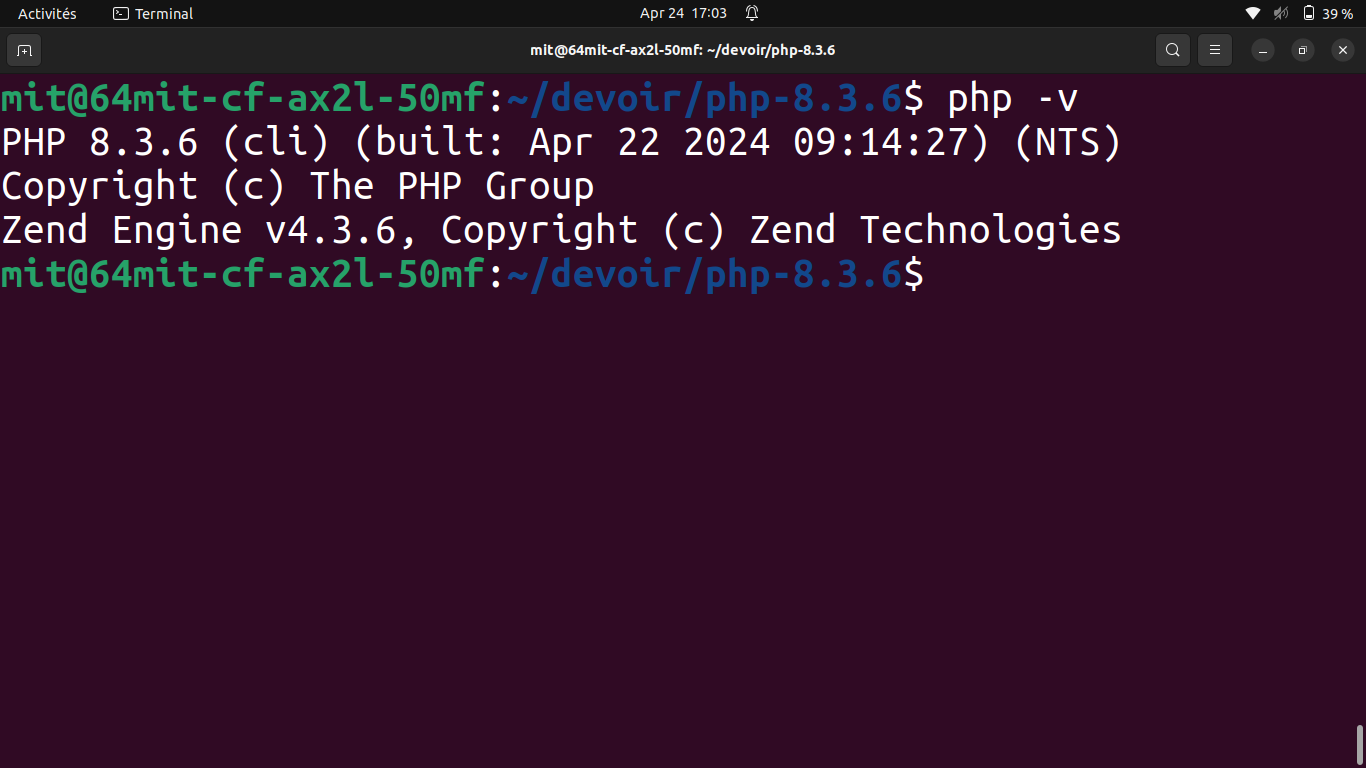 Activités Terminal Apr 24 17:03 39 %
mit@64mit-cf-ax2l-50mf: ~/devoir/php-8.3.6
mit@64mit-cf-ax2l-50mf:~/devoir/php-8.3.6$ php -v
PHP 8.3.6 (cli) (built: Apr 22 2024 09:14:27) (NTS)
Copyright (c) The PHP Group
Zend Engine v4.3.6, Copyright (c) Zend Technologies
mit@64mit-cf-ax2l-50mf:~/devoir/php-8.3.6$